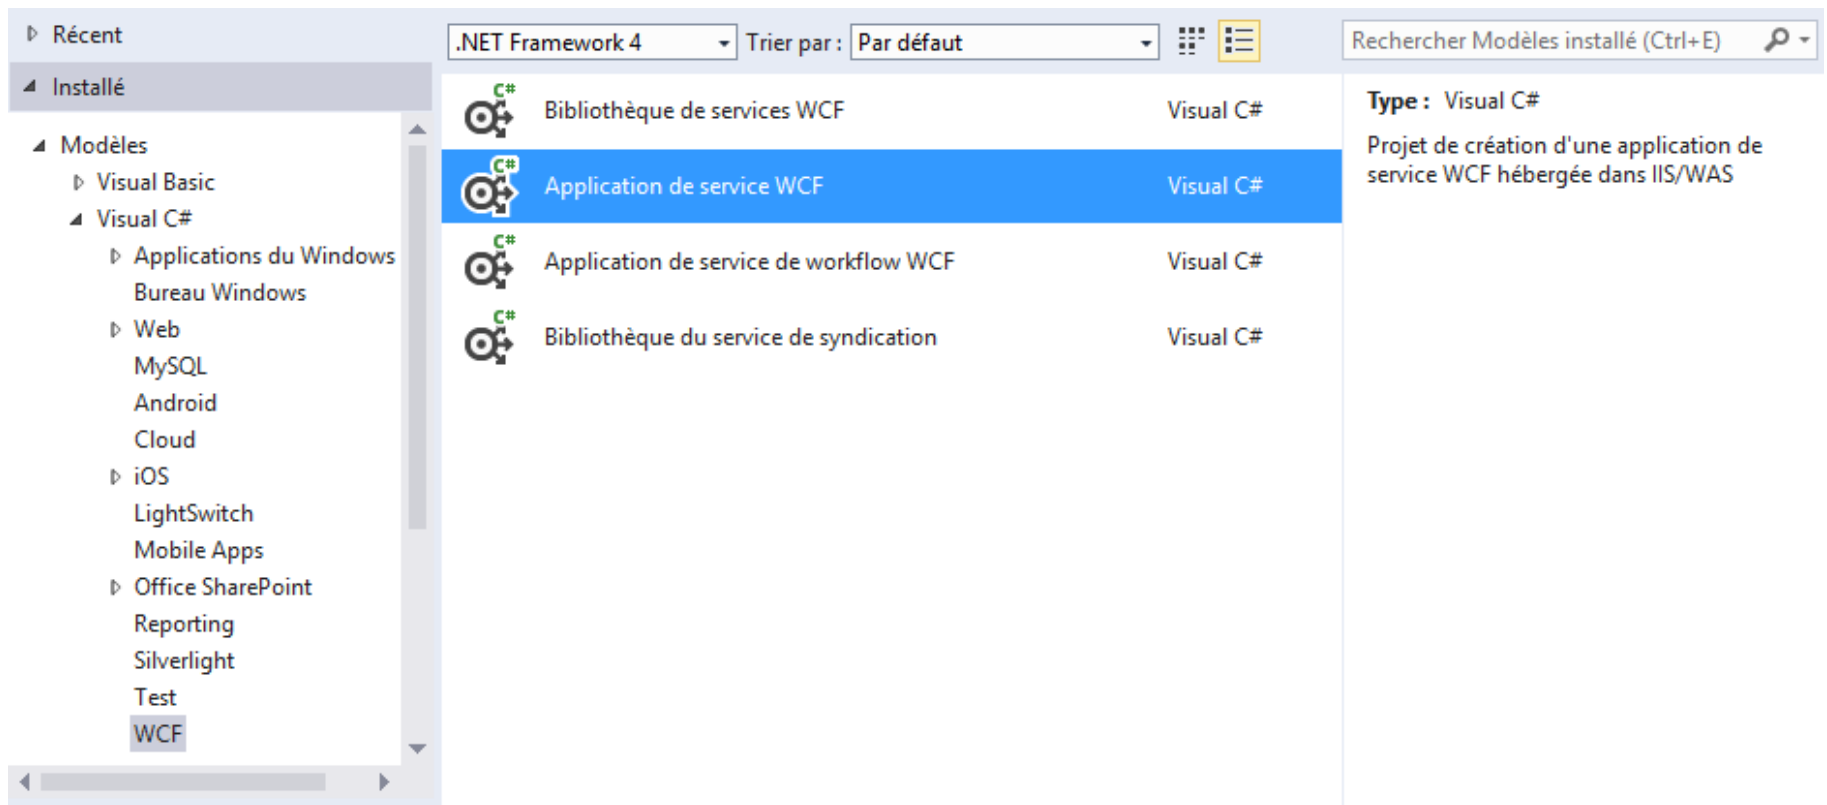 Récent
Installé
Modèles
Visual Basic
Visual C#
Applications du Windows
Bureau Windows
Web
MySQL
Android
Cloud
iOS
LightSwitch
Mobile Apps
Office SharePoint
Reporting
Silverlight
Test
WCF
.NET Framework 4 Trier par : Par défaut
C# Bibliothèque de services WCF Visual C#
C# Application de service WCF Visual C#
C# Application de service de workflow WCF Visual C#
C# Bibliothèque du service de syndication Visual C#
Rechercher Modèles installé (Ctrl+E)
Type : Visual C#
Projet de création d'une application de
service WCF hébergée dans IIS/WAS